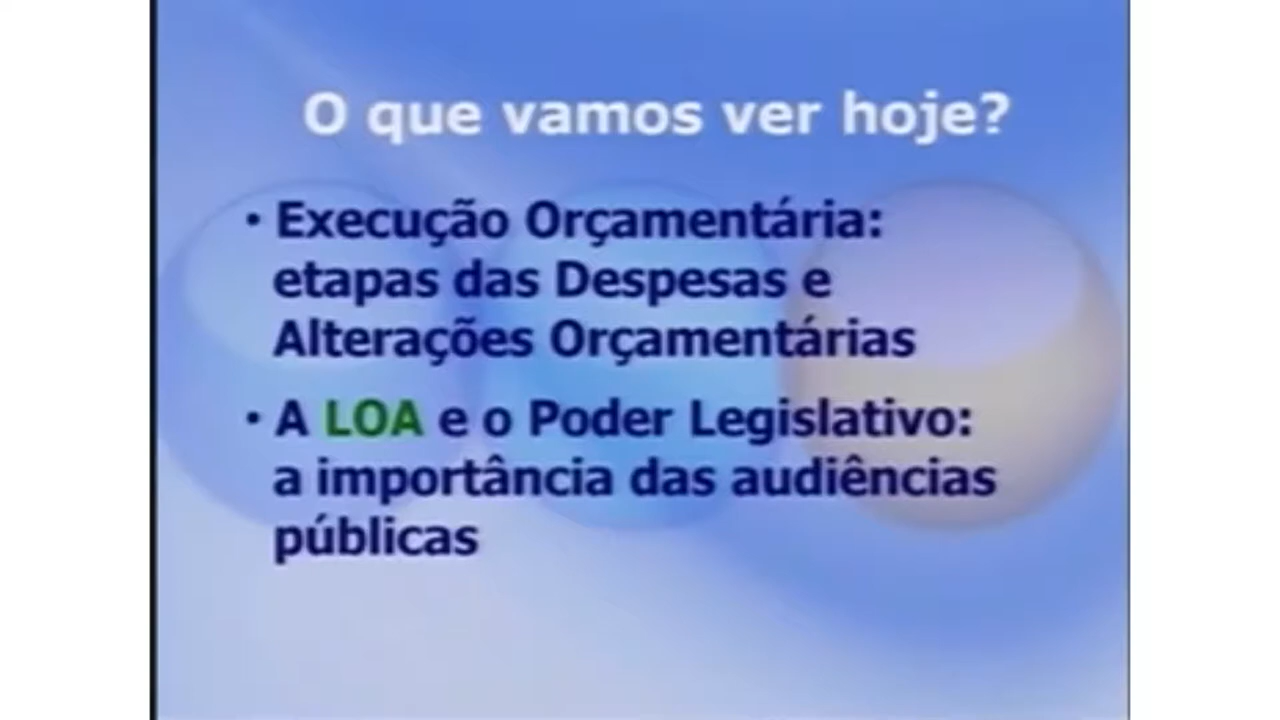 O que vamos ver hoje?
• Execução Orçamentária:
etapas das Despesas e
Alterações Orçamentárias
• A LOA e o Poder Legislativo:
a importância das audiências
públicas